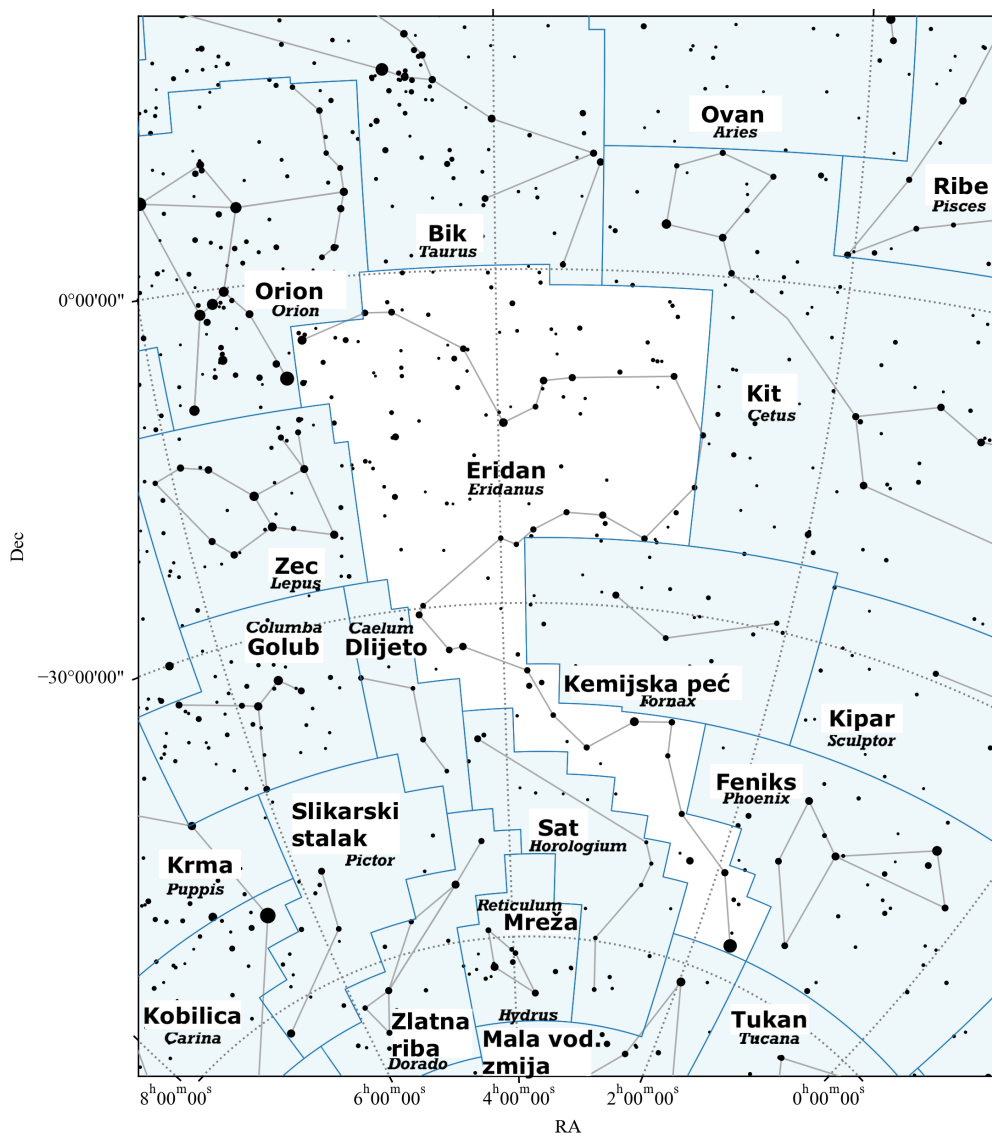 Ovan
Aries
Ribe
Pisces
Bik
Taurus
Orion
Orion
0°00'00"
Kit
Cetus
Eridan
Eridanus
Dec
Zec
Lepus
Columba
Golub
Caelum
Dlijeto
−30°00'00"
Kemijska peć
Fornax
Kipar
Sculptor
Feniks
Phoenix
Slikarski
stalak
Pictor
Sat
Horologium
Krma
Puppis
Reticulum
Mreža
Kobilica
Carina
Zlatna
riba
Dorado
Hydrus
Mala vod.
zmija
Tukan
Tucana
8h00m00s 6h00m00s 4h00m00s 2h00m00s 0h00m00s
RA